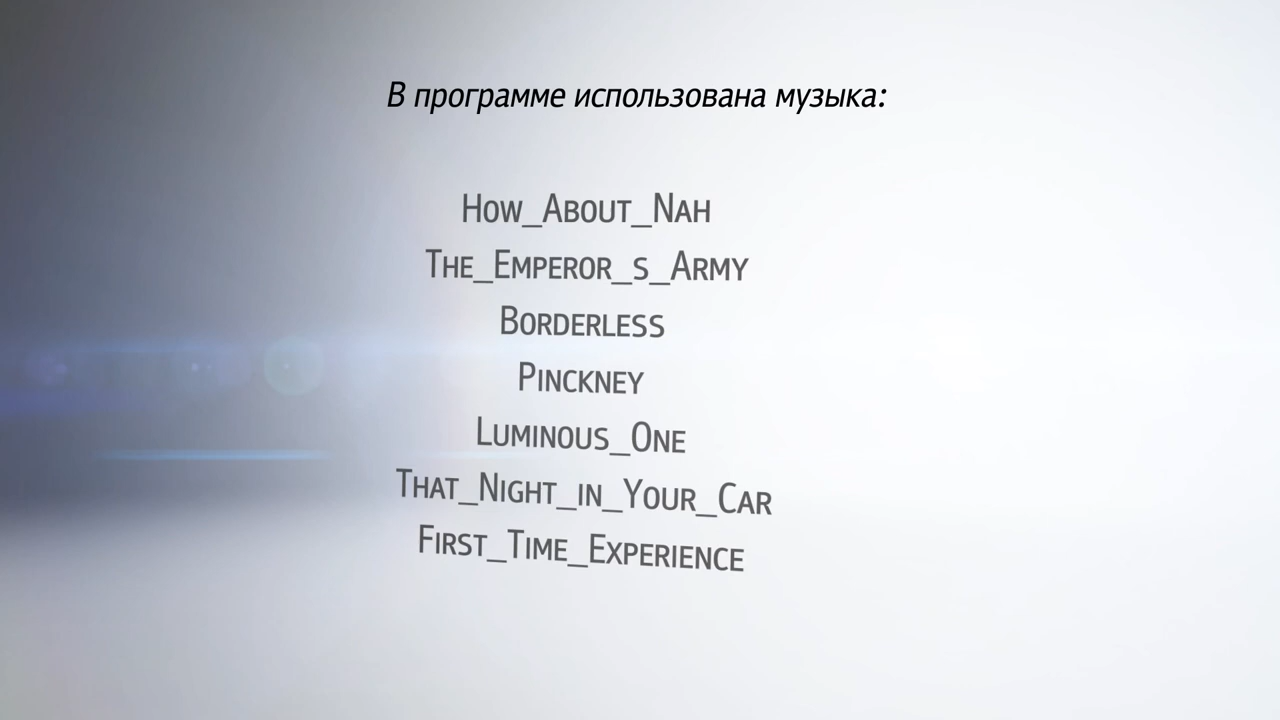 В программе использована музыка:
How_About_Nah
The_Emperor_s_Army
Borderless
Pinckney
Luminous_One
That_Night_in_Your_Car
First_Time_Experience